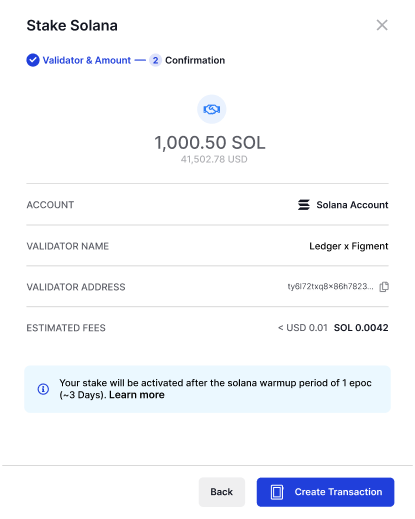 Stake Solana
Validator & Amount — 2 Confirmation
1,000.50 SOL
41,502.78 USD
ACCOUNT Solana Account
VALIDATOR NAME Ledger x Figment
VALIDATOR ADDRESS ty6l72txq8x86h7823...
ESTIMATED FEES < USD 0.01 SOL 0.0042
Your stake will be activated after the solana warmup period of 1 epoc
(~3 Days). Learn more
Back Create Transaction